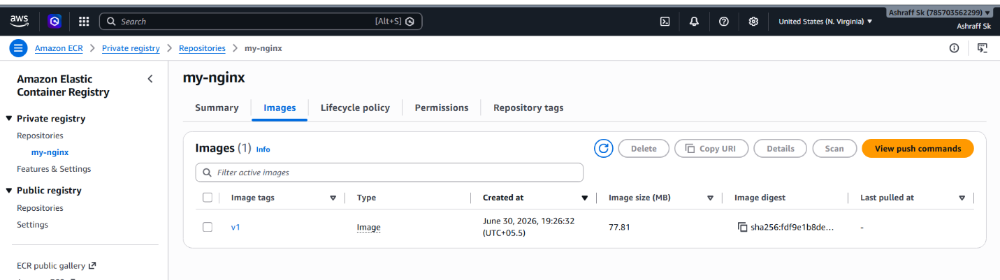 aws
Search
[Alt+S]
United States (N. Virginia)
Ashraff Sk (785703562299)
Ashraff Sk
Amazon ECR
Private registry
Repositories
my-nginx
Amazon Elastic
Container Registry
Private registry
Repositories
my-nginx
Features & Settings
Public registry
Repositories
Settings
ECR public gallery
my-nginx
Summary
Images
Lifecycle policy
Permissions
Repository tags
Images (1) Info
Delete
Copy URI
Details
Scan
View push commands
Filter active images
Image tags
Type
Created at
Image size (MB)
Image digest
Last pulled at
v1
Image
June 30, 2026, 19:26:32
(UTC+05.5)
77.81
sha256:fdf9e1b8de...
-